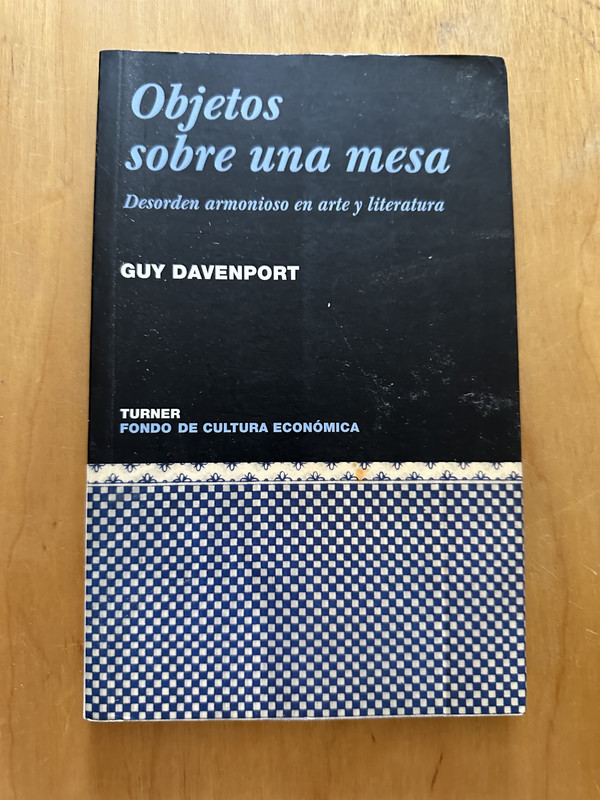 Objetos
sobre una mesa
Desorden armonioso en arte y literatura
GUY DAVENPORT
TURNER
FONDO DE CULTURA ECONÓMICA